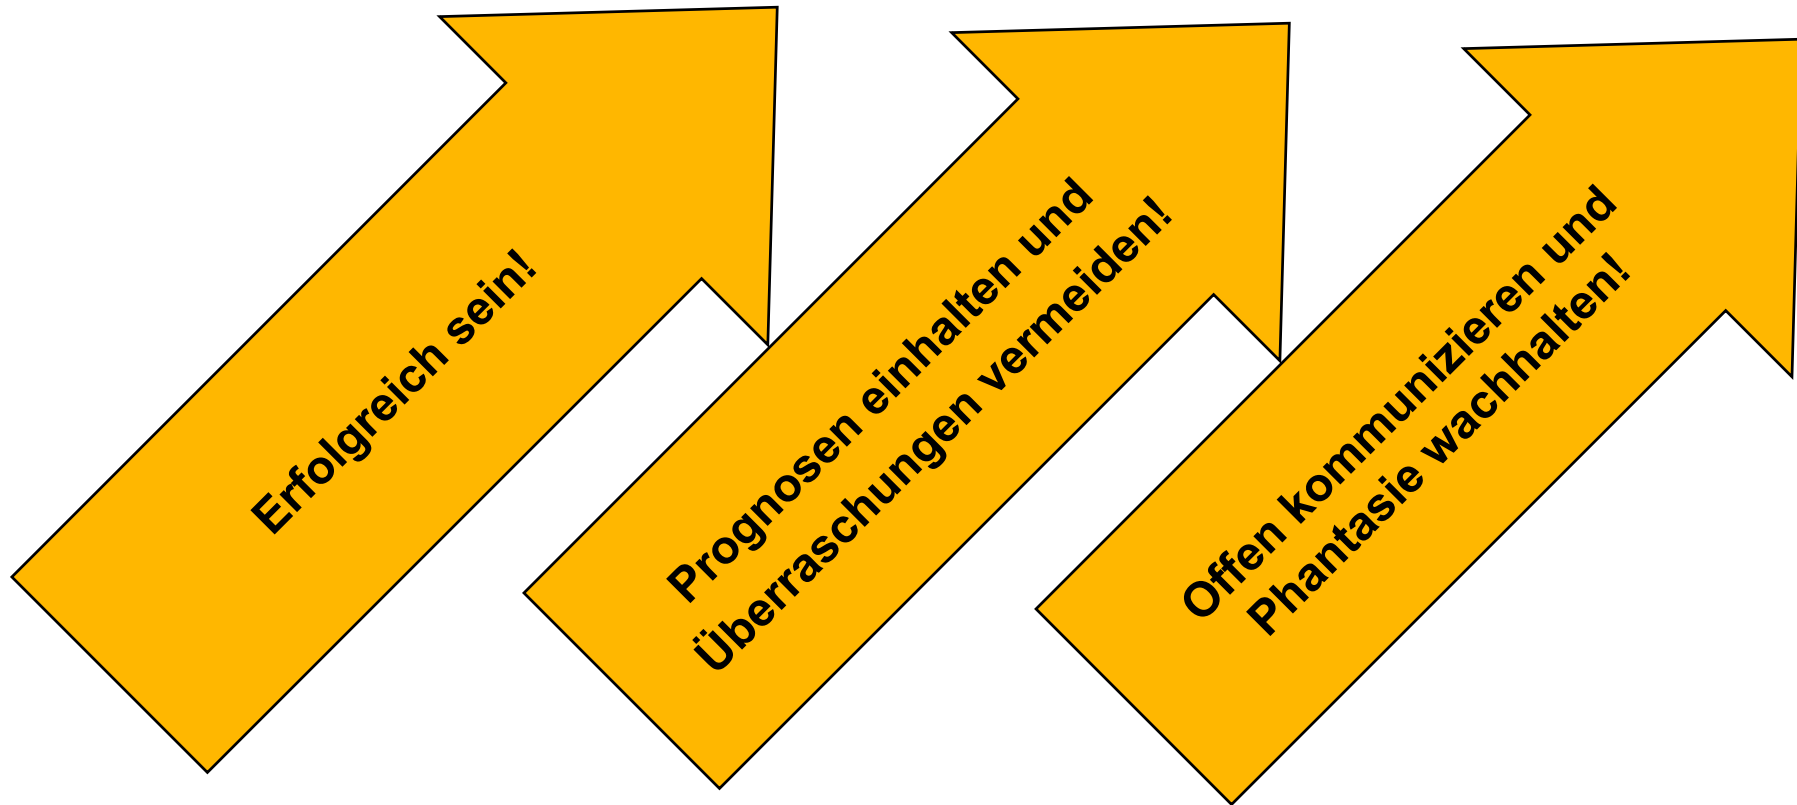 Erfolgreich sein!
Prognosen einhalten und
Überraschungen vermeiden!
Offen kommunizieren und
Phantasie wachhalten!